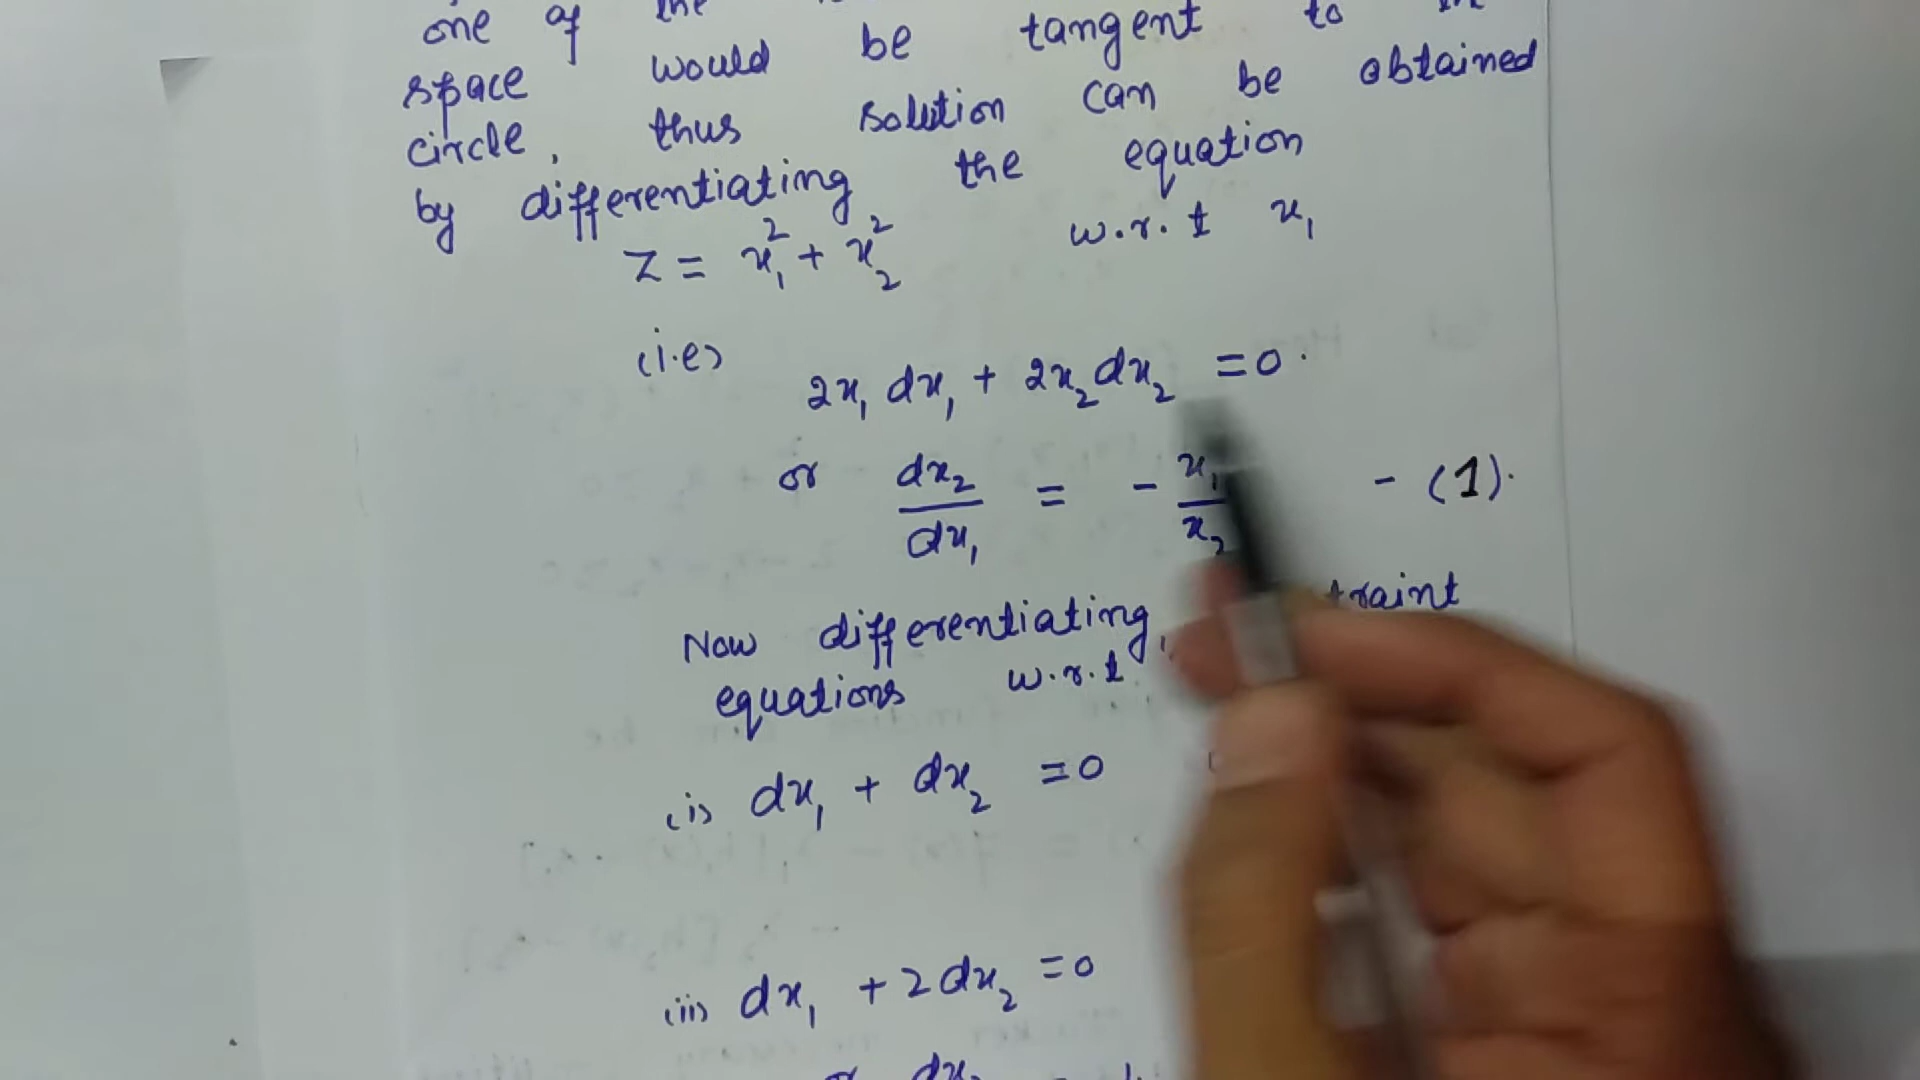 one of the
space would be tangent to
circle, thus solution can be obtained
by differentiating the equation
Z = x₁² + x₂² w.r.t x₁
(i.e) 2x₁ dx₁ + 2x₂ dx₂ = 0.
or dx₂/dx₁ = - x₁/x₂ - (1).
Now differentiating,
equations w.r.t
(i) dx₁ + dx₂ = 0
(ii) dx₁ + 2dx₂ = 0
or